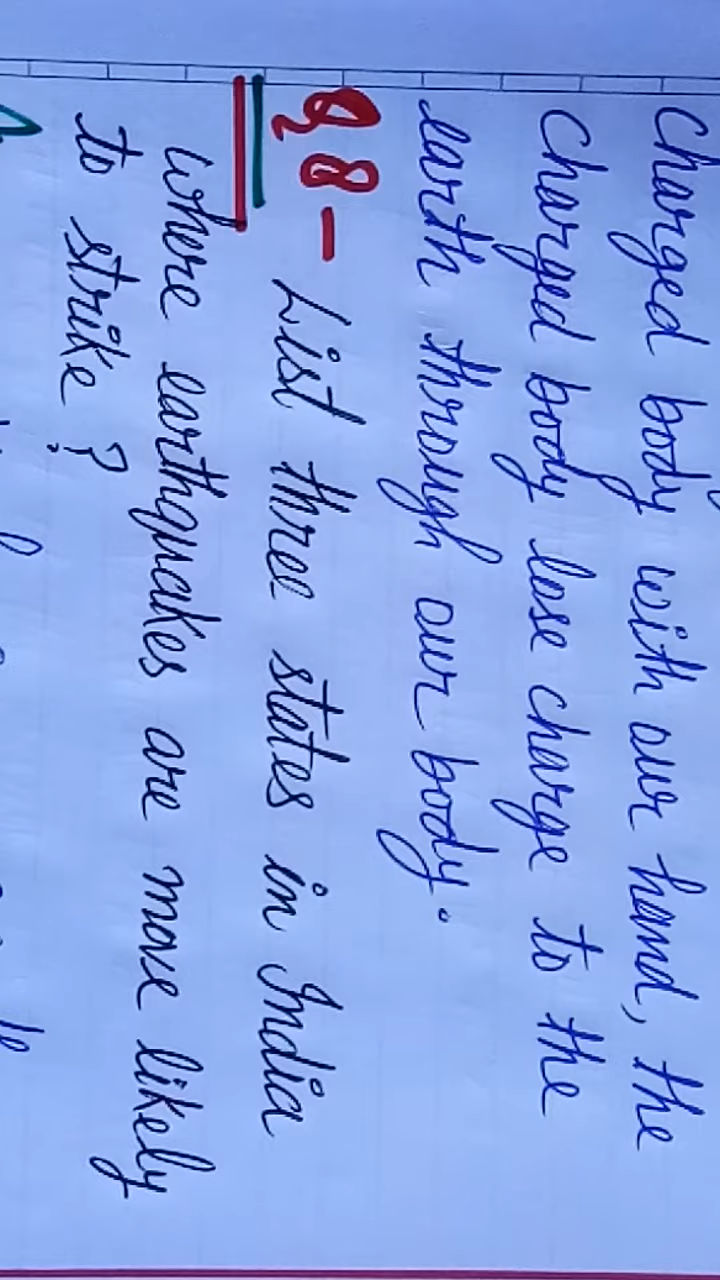 charged body with our hand, the
charged body lose charge to the
earth through our body.
Q8- List three states in India
where earthquakes are more likely
to strike?